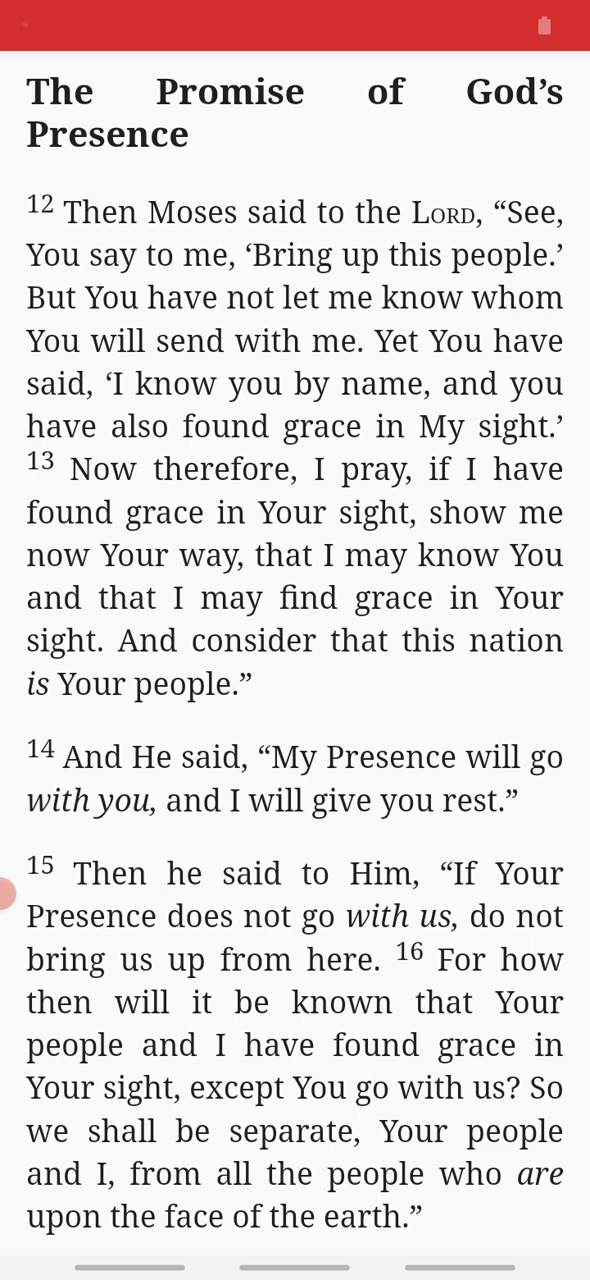 The Promise of God’s
Presence
12 Then Moses said to the LORD, “See,
You say to me, ‘Bring up this people.’
But You have not let me know whom
You will send with me. Yet You have
said, ‘I know you by name, and you
have also found grace in My sight.’
13 Now therefore, I pray, if I have
found grace in Your sight, show me
now Your way, that I may know You
and that I may find grace in Your
sight. And consider that this nation
is Your people.”
14 And He said, “My Presence will go
with you, and I will give you rest.”
15 Then he said to Him, “If Your
Presence does not go with us, do not
bring us up from here. 16 For how
then will it be known that Your
people and I have found grace in
Your sight, except You go with us? So
we shall be separate, Your people
and I, from all the people who are
upon the face of the earth.”